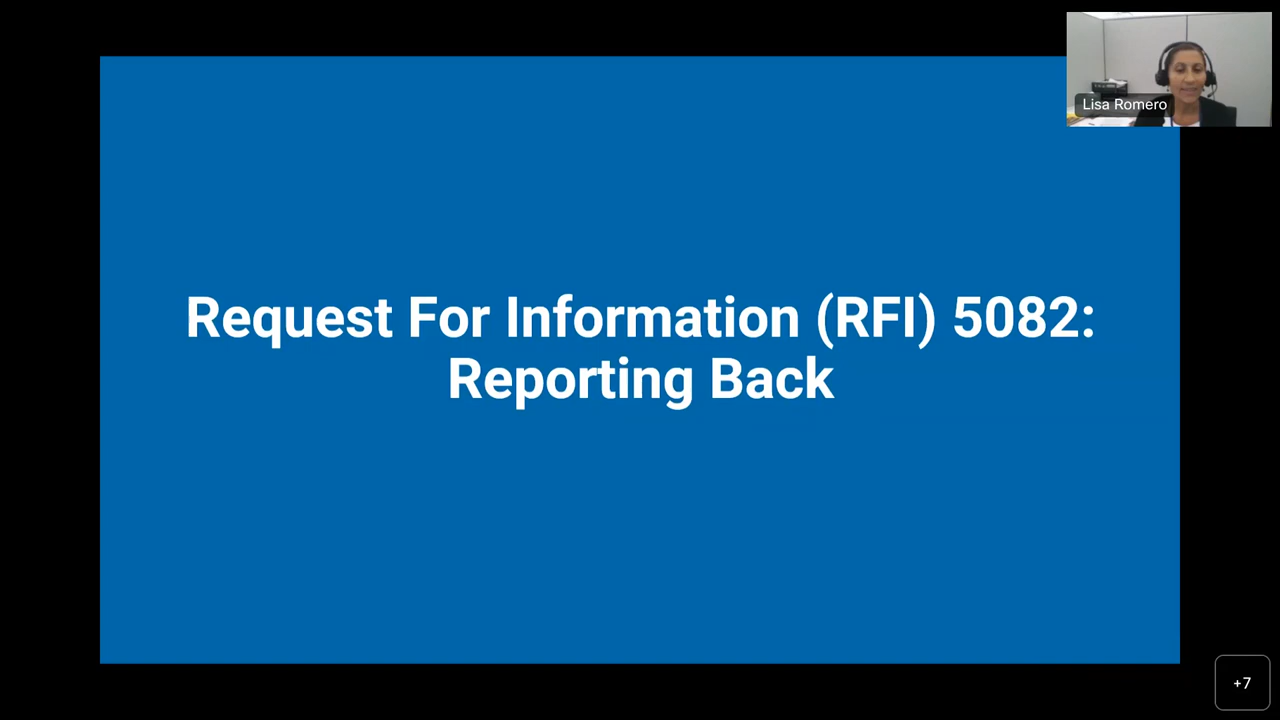 Lisa Romero
Request For Information (RFI) 5082:
Reporting Back
+7